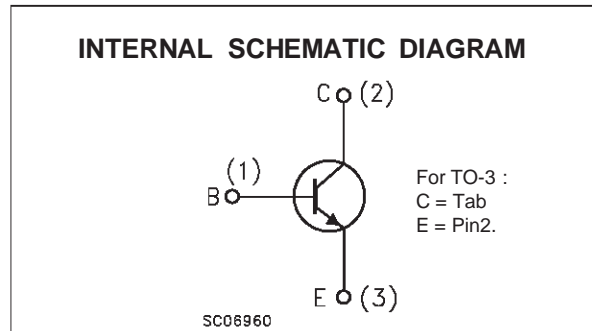 INTERNAL SCHEMATIC DIAGRAM
C (2)
(1)
B
For TO-3 :
C = Tab
E = Pin2.
E (3)
SC06960